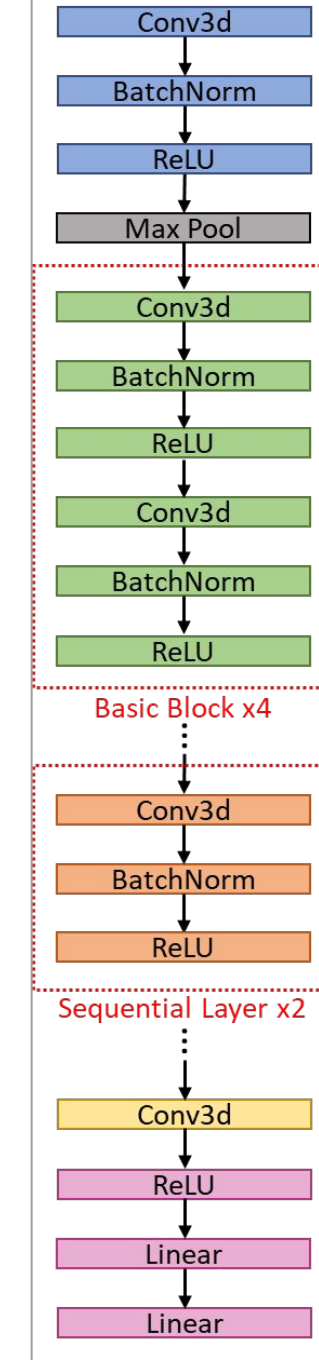 Conv3d
BatchNorm
ReLU
Max Pool
Conv3d
BatchNorm
ReLU
Conv3d
BatchNorm
ReLU
Basic Block x4
Conv3d
BatchNorm
ReLU
Sequential Layer x2
Conv3d
ReLU
Linear
Linear